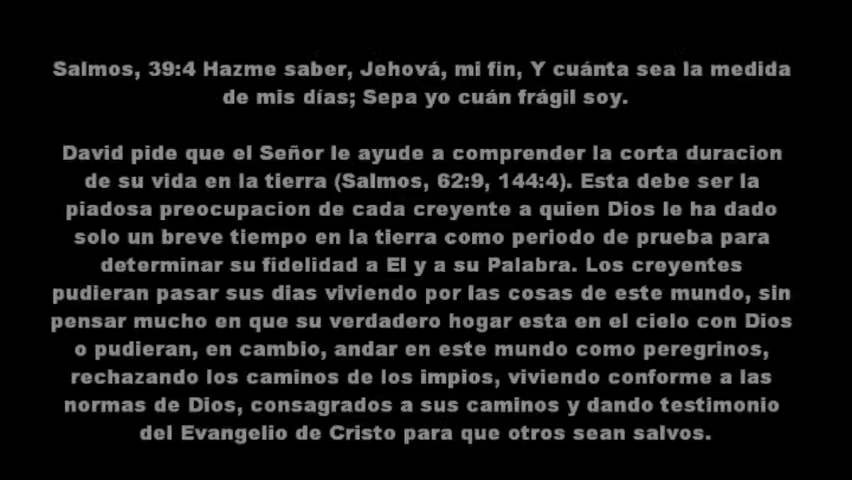 Salmos, 39:4 Hazme saber, Jehová, mi fin, Y cuánta sea la medida
de mis días; Sepa yo cuán frágil soy.
David pide que el Señor le ayude a comprender la corta duracion
de su vida en la tierra (Salmos, 62:9, 144:4). Esta debe ser la
piadosa preocupacion de cada creyente a quien Dios le ha dado
solo un breve tiempo en la tierra como periodo de prueba para
determinar su fidelidad a El y a su Palabra. Los creyentes
pudieran pasar sus dias viviendo por las cosas de este mundo, sin
pensar mucho en que su verdadero hogar esta en el cielo con Dios
o pudieran, en cambio, andar en este mundo como peregrinos,
rechazando los caminos de los impios, viviendo conforme a las
normas de Dios, consagrados a sus caminos y dando testimonio
del Evangelio de Cristo para que otros sean salvos.